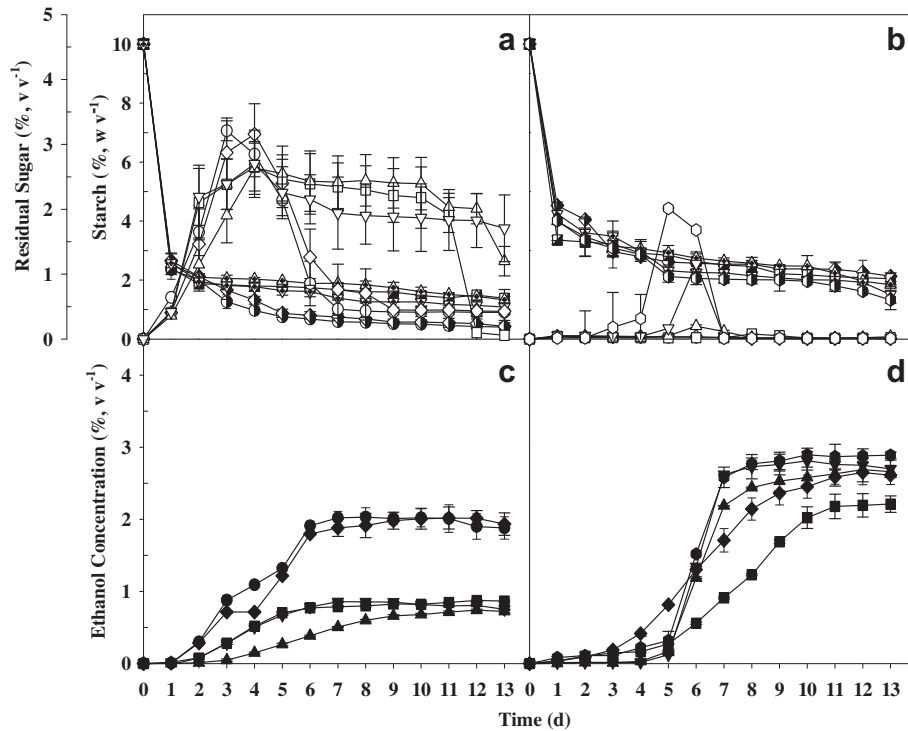 a
b
Residual Sugar (%, v v⁻¹)
5
4
3
2
1
0
Starch (%, w v⁻¹)
10
8
6
4
2
0
c
d
Ethanol Concentration (%, v v⁻¹)
4
3
2
1
0
0 1 2 3 4 5 6 7 8 9 10 11 12 13
0 1 2 3 4 5 6 7 8 9 10 11 12 13
Time (d)